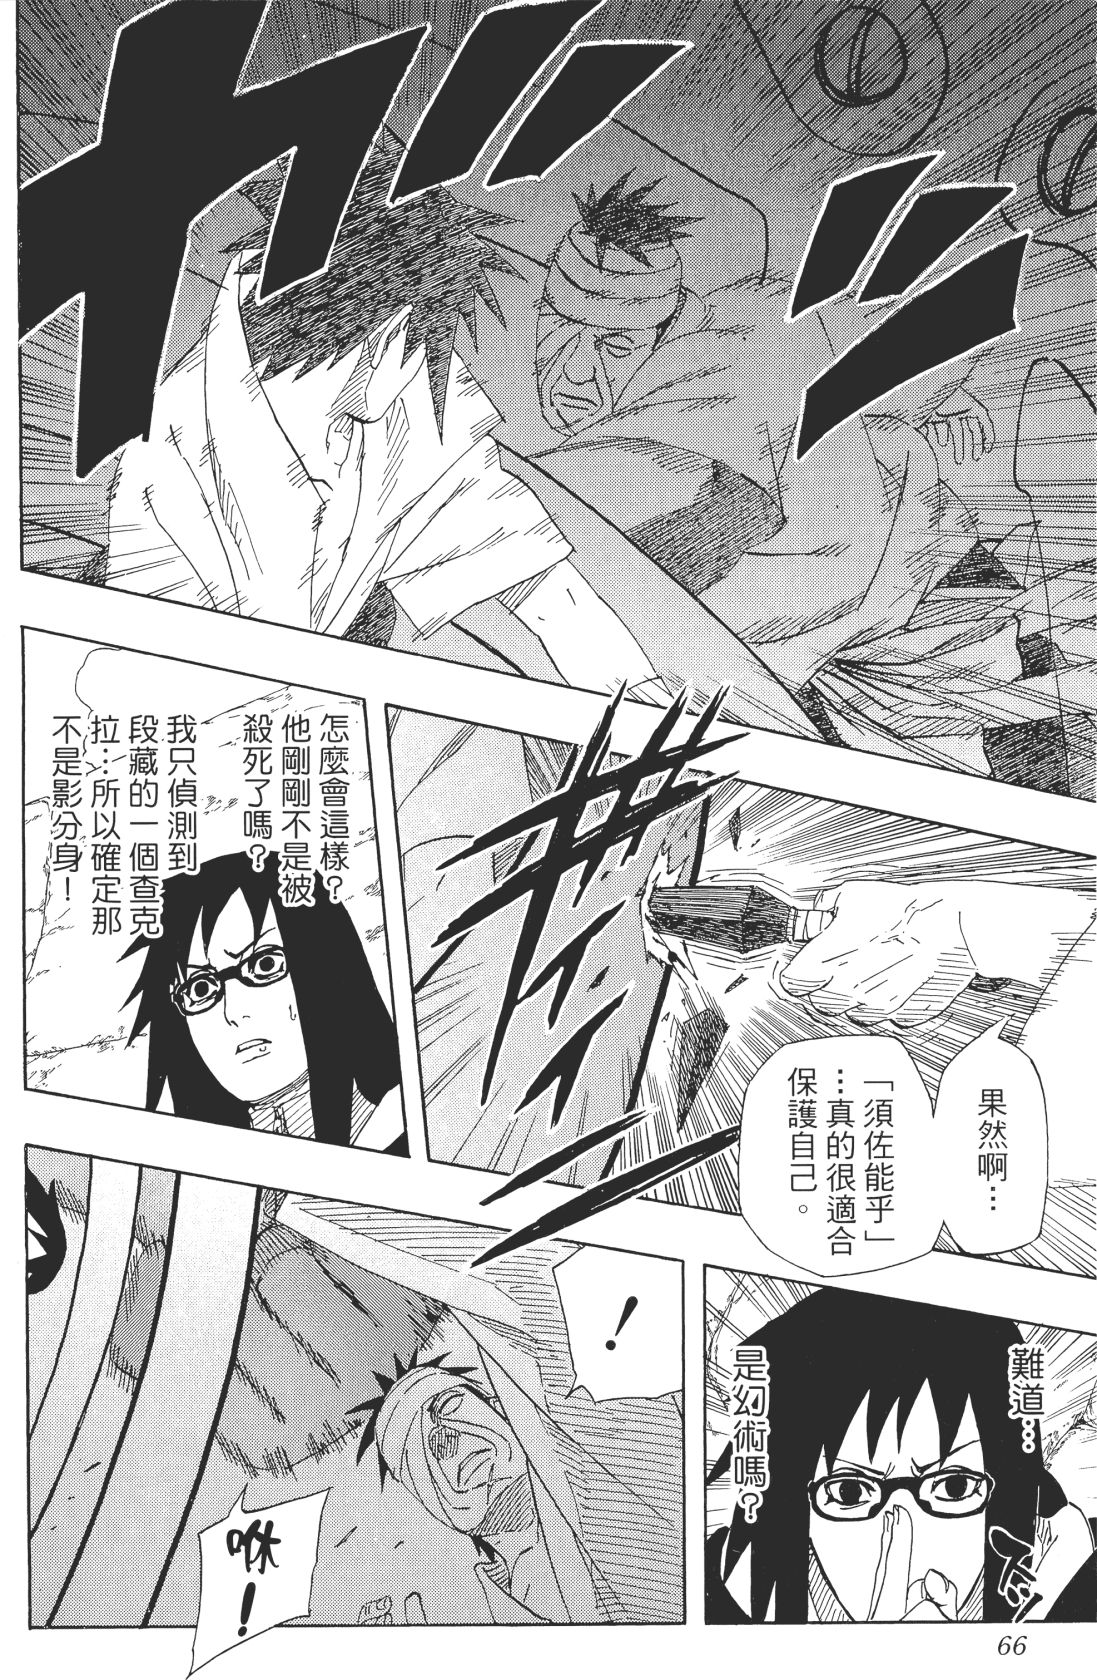 ガガッ
果然啊…
「須佐能乎」
…真的很適合
保護自己。
怎麼會這樣？
他剛剛不是被
殺死了嗎？
我只偵測到
段藏的一個查克
拉…所以確定那
不是影分身！
難道…
是幻術嗎？
！
咻！
66